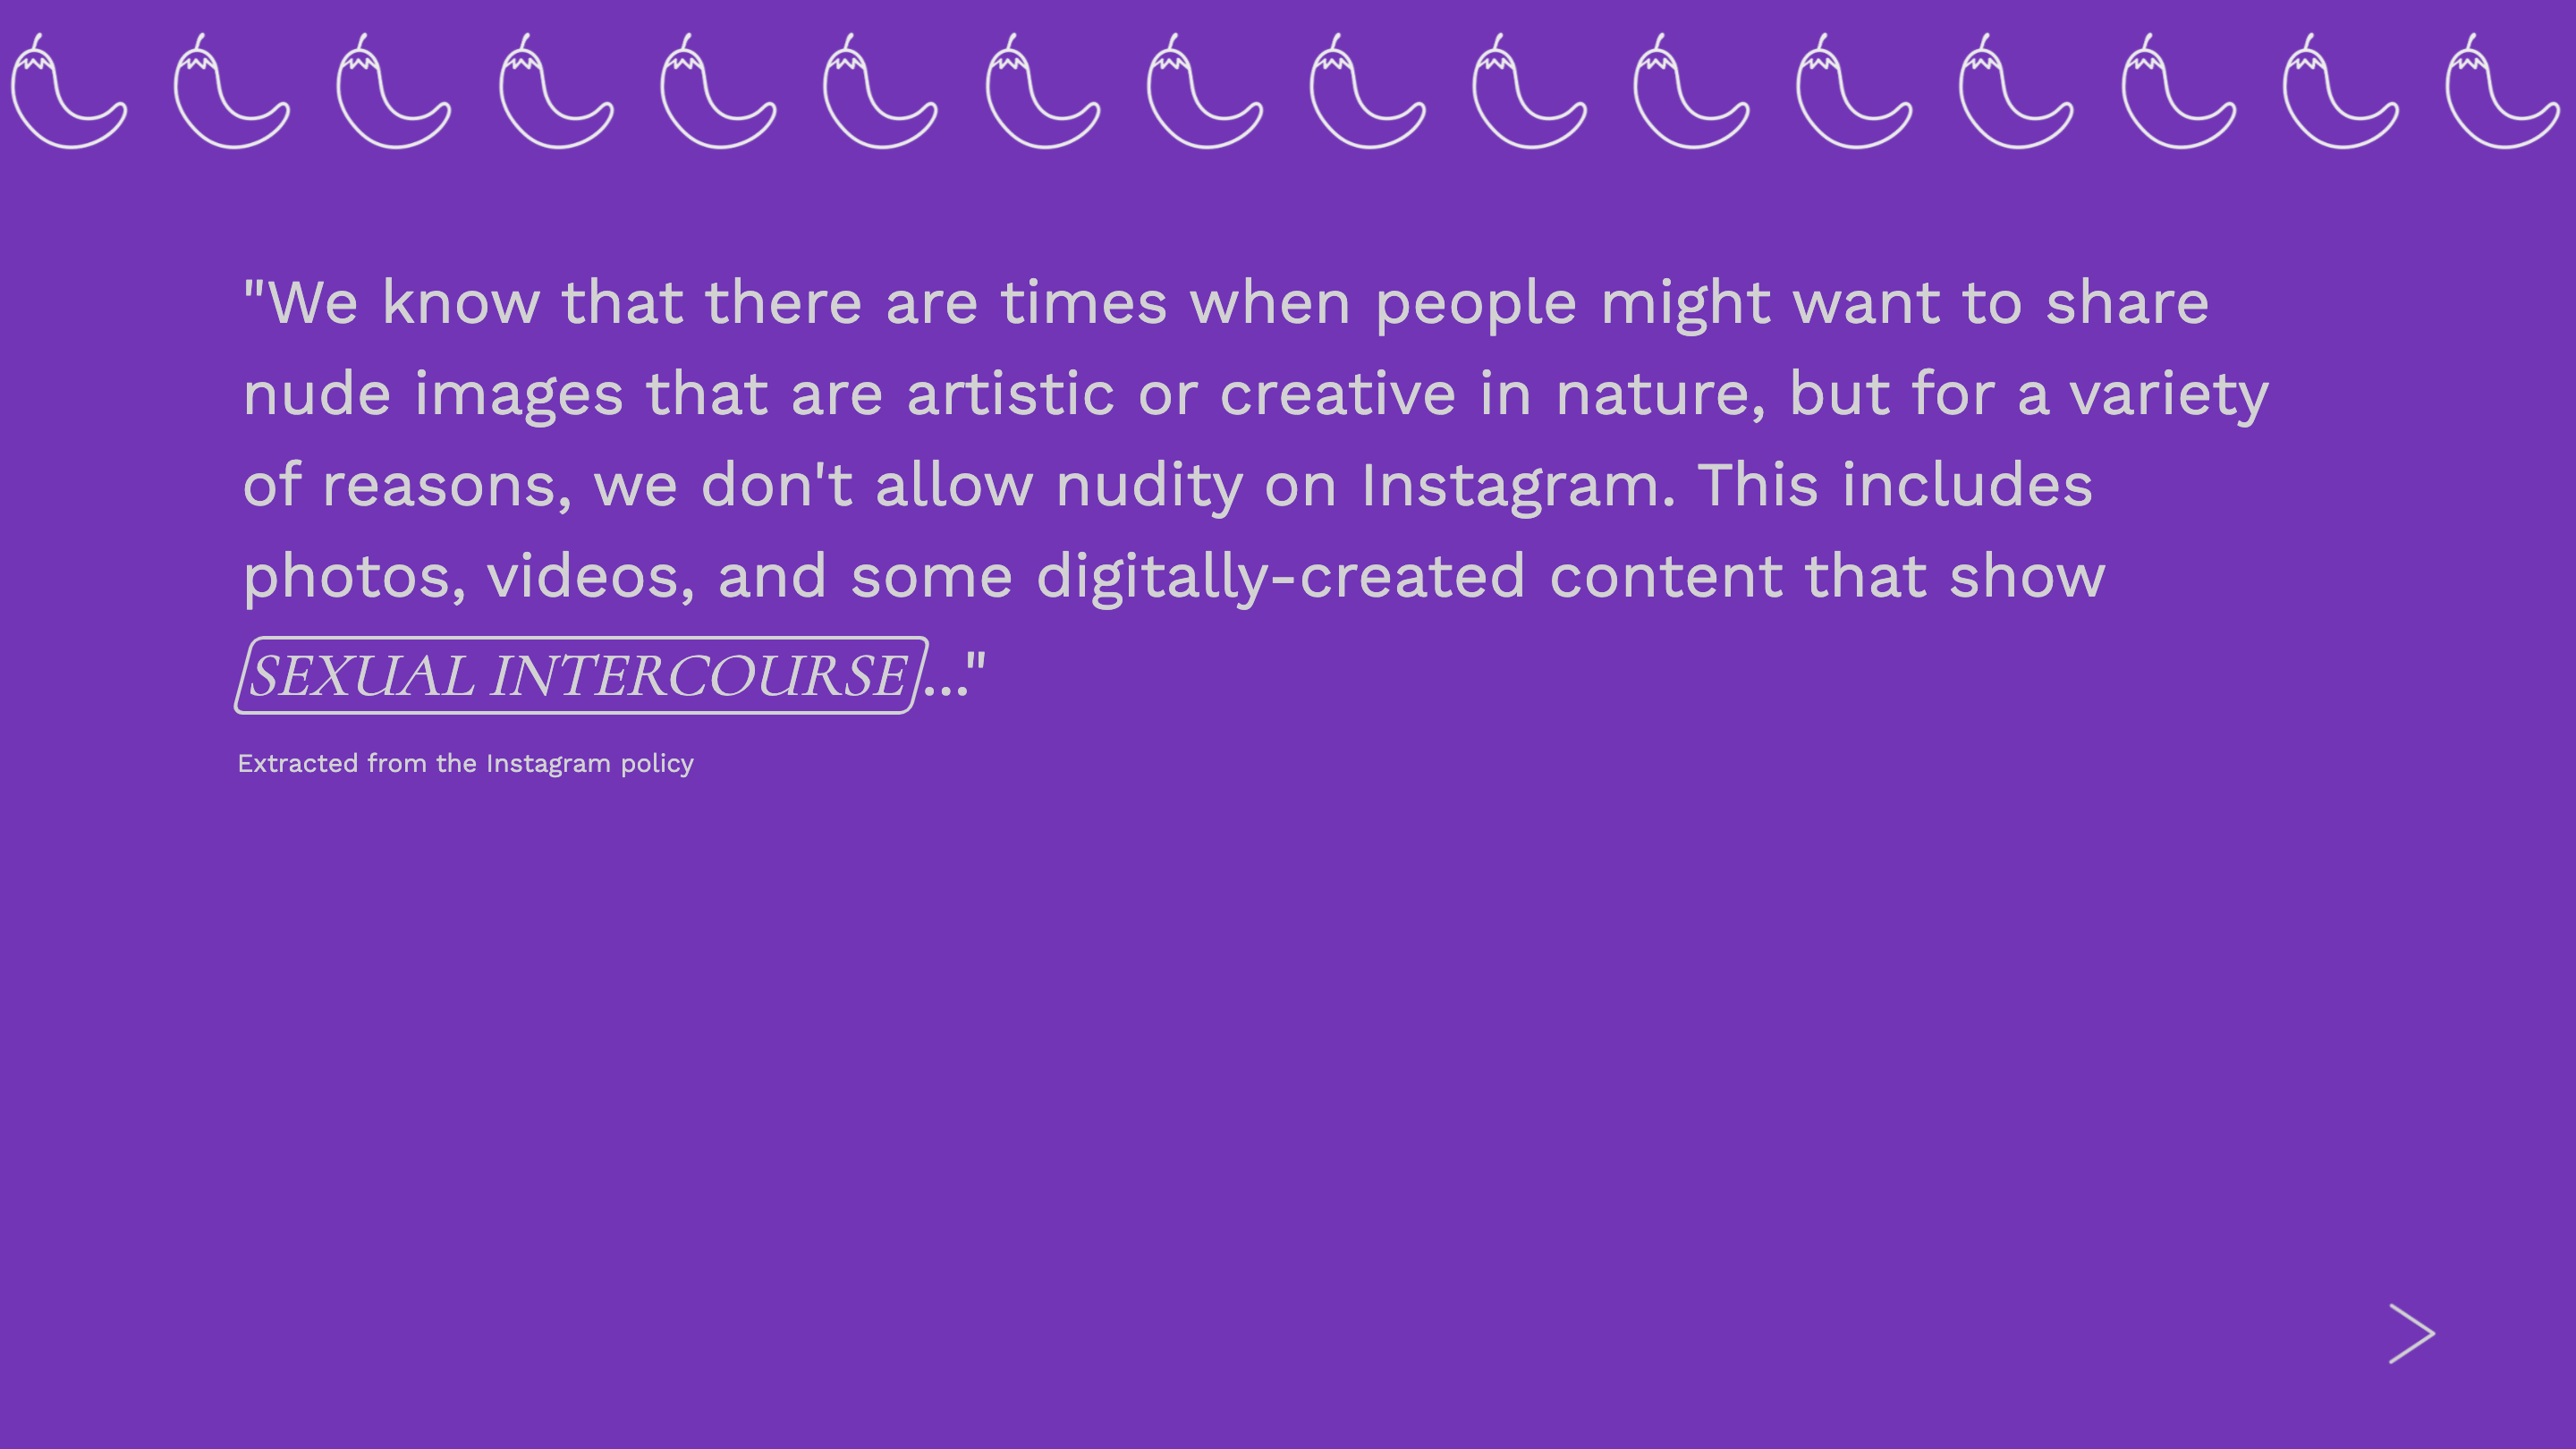 "We know that there are times when people might want to share
nude images that are artistic or creative in nature, but for a variety
of reasons, we don't allow nudity on Instagram. This includes
photos, videos, and some digitally-created content that show
SEXUAL INTERCOURSE..."
Extracted from the Instagram policy